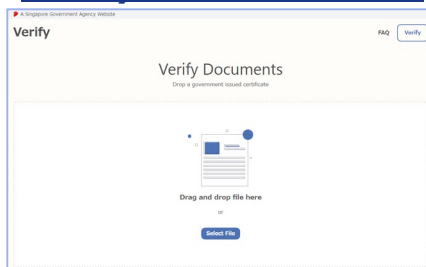 A Singapore Government Agency Website
Verify
FAQ
Verify
Verify Documents
Drop a government issued certificate
Drag and drop file here
or
Select File